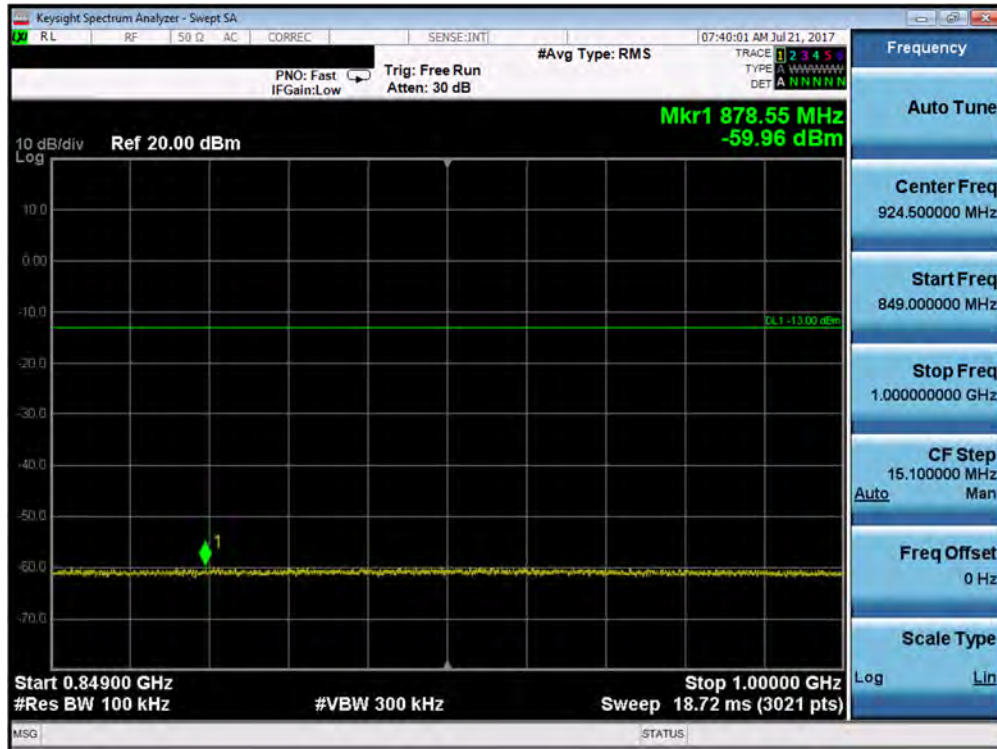 Keysight Spectrum Analyzer - Swept SA
LXI RL RF 50 Ω AC CORREC SENSE:INT 07:40:01 AM Jul 21, 2017
#Avg Type: RMS
TRACE 1 2 3 4 5 6
PNO: Fast Trig: Free Run TYPE A WWWWWW
IFGain:Low Atten: 30 dB DET A N N N N N
Mkr1 878.55 MHz
-59.96 dBm
10 dB/div Ref 20.00 dBm
Log
10.0
0.00
-10.0
DL1 -13.00 dBm
-20.0
-30.0
-40.0
-50.0
1
-60.0
-70.0
Start 0.84900 GHz Stop 1.00000 GHz
#Res BW 100 kHz #VBW 300 kHz Sweep 18.72 ms (3021 pts)
MSG STATUS
Frequency
Auto Tune
Center Freq
924.500000 MHz
Start Freq
849.000000 MHz
Stop Freq
1.000000000 GHz
CF Step
15.100000 MHz
Auto Man
Freq Offset
0 Hz
Scale Type
Log Lin